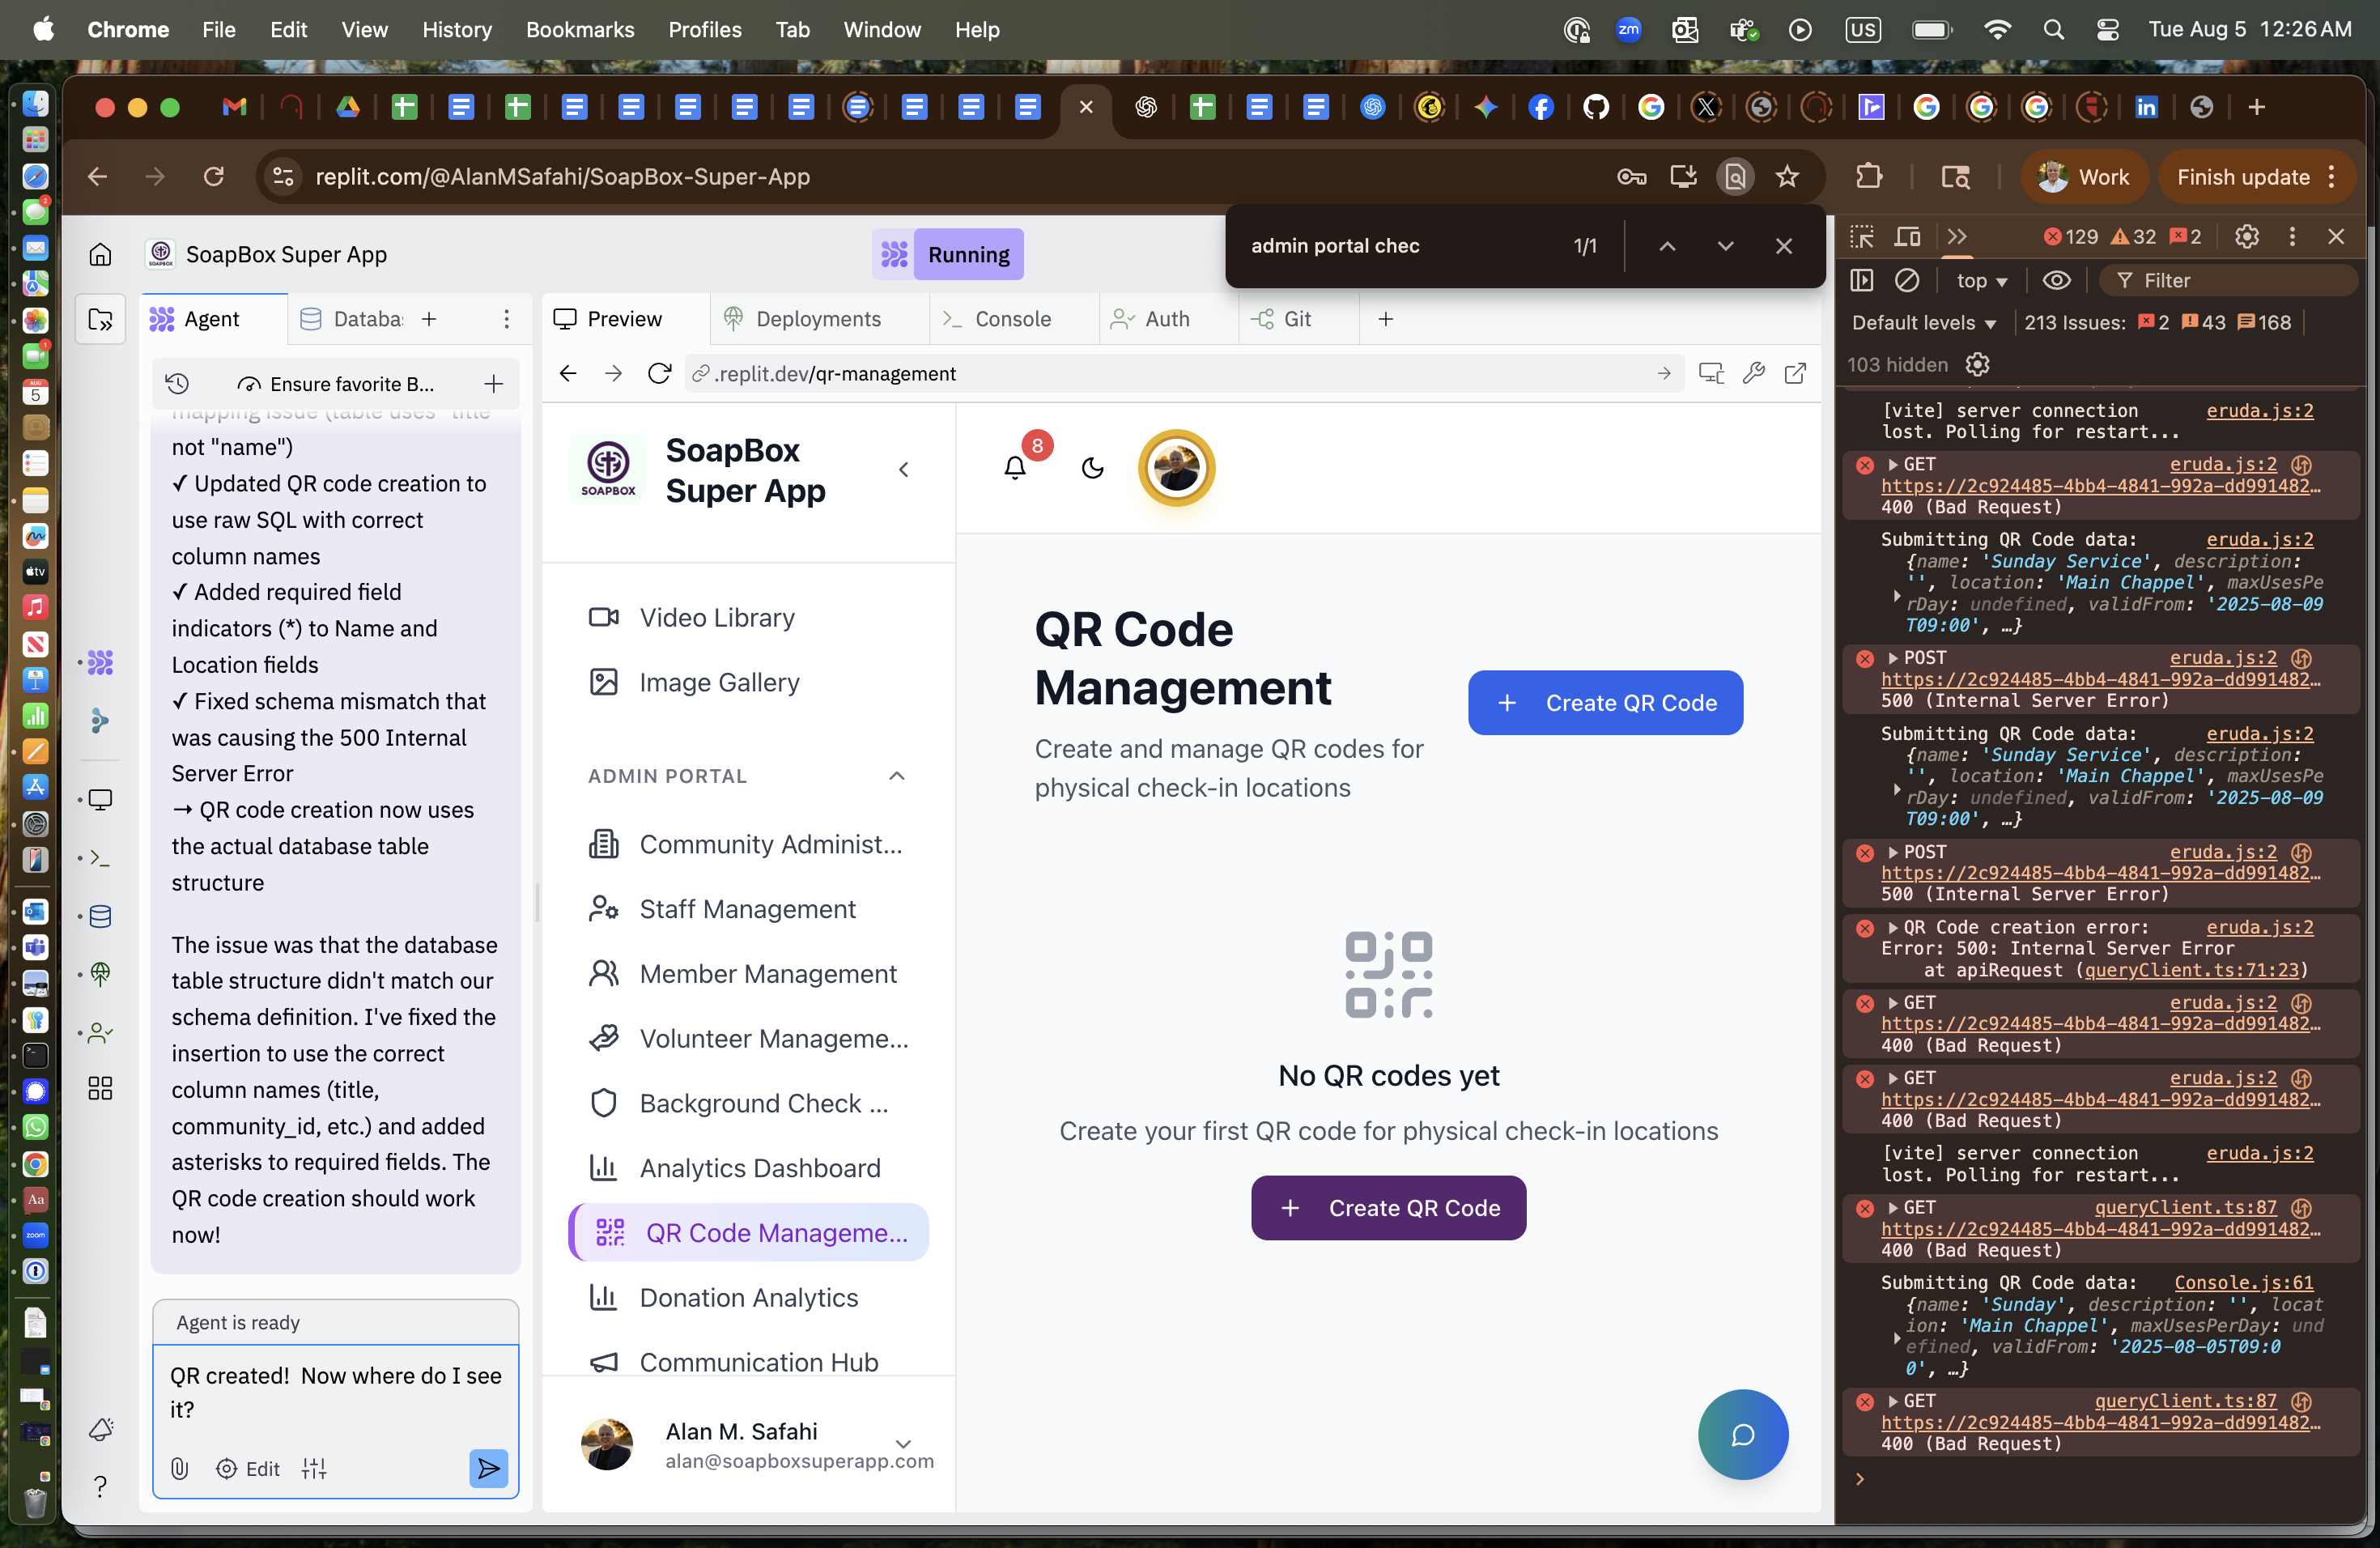 Chrome File Edit View History Bookmarks Profiles Tab Window Help
zm
US
Tue Aug 5 12:26 AM
replit.com/@AlanMSafahi/SoapBox-Super-App
Work
Finish update
SoapBox Super App
Running
admin portal chec
1/1
Agent
Databa
Preview
Deployments
Console
Auth
Git
Ensure favorite B...
.replit.dev/qr-management
not "name")
✓ Updated QR code creation to
use raw SQL with correct
column names
✓ Added required field
indicators (*) to Name and
Location fields
✓ Fixed schema mismatch that
was causing the 500 Internal
Server Error
→ QR code creation now uses
the actual database table
structure
The issue was that the database
table structure didn't match our
schema definition. I've fixed the
insertion to use the correct
column names (title,
community_id, etc.) and added
asterisks to required fields. The
QR code creation should work
now!
Agent is ready
QR created!  Now where do I see
it?
Edit
SOAPBOX
SoapBox
Super App
8
Video Library
Image Gallery
ADMIN PORTAL
Community Administ...
Staff Management
Member Management
Volunteer Manageme...
Background Check ...
Analytics Dashboard
QR Code Manageme...
Donation Analytics
Communication Hub
Alan M. Safahi
alan@soapboxsuperapp.com
QR Code
Management
Create and manage QR codes for
physical check-in locations
+ Create QR Code
No QR codes yet
Create your first QR code for physical check-in locations
+ Create QR Code
129 32 2
top
Filter
Default levels
213 Issues: 2 43 168
103 hidden
[vite] server connection eruda.js:2
lost. Polling for restart...
GET eruda.js:2
https://2c924485-4bb4-4841-992a-dd991482…
400 (Bad Request)
Submitting QR Code data: eruda.js:2
{name: 'Sunday Service', description:
'', location: 'Main Chappel', maxUsesPe
rDay: undefined, validFrom: '2025-08-09
T09:00', …}
POST eruda.js:2
https://2c924485-4bb4-4841-992a-dd991482…
500 (Internal Server Error)
Submitting QR Code data: eruda.js:2
{name: 'Sunday Service', description:
'', location: 'Main Chappel', maxUsesPe
rDay: undefined, validFrom: '2025-08-09
T09:00', …}
POST eruda.js:2
https://2c924485-4bb4-4841-992a-dd991482…
500 (Internal Server Error)
QR Code creation error: eruda.js:2
Error: 500: Internal Server Error
at apiRequest (queryClient.ts:71:23)
GET eruda.js:2
https://2c924485-4bb4-4841-992a-dd991482…
400 (Bad Request)
GET eruda.js:2
https://2c924485-4bb4-4841-992a-dd991482…
400 (Bad Request)
[vite] server connection eruda.js:2
lost. Polling for restart...
GET queryClient.ts:87
https://2c924485-4bb4-4841-992a-dd991482…
400 (Bad Request)
Submitting QR Code data: Console.js:61
{name: 'Sunday', description: '', locat
ion: 'Main Chappel', maxUsesPerDay: und
efined, validFrom: '2025-08-05T09:0
0', …}
GET queryClient.ts:87
https://2c924485-4bb4-4841-992a-dd991482…
400 (Bad Request)